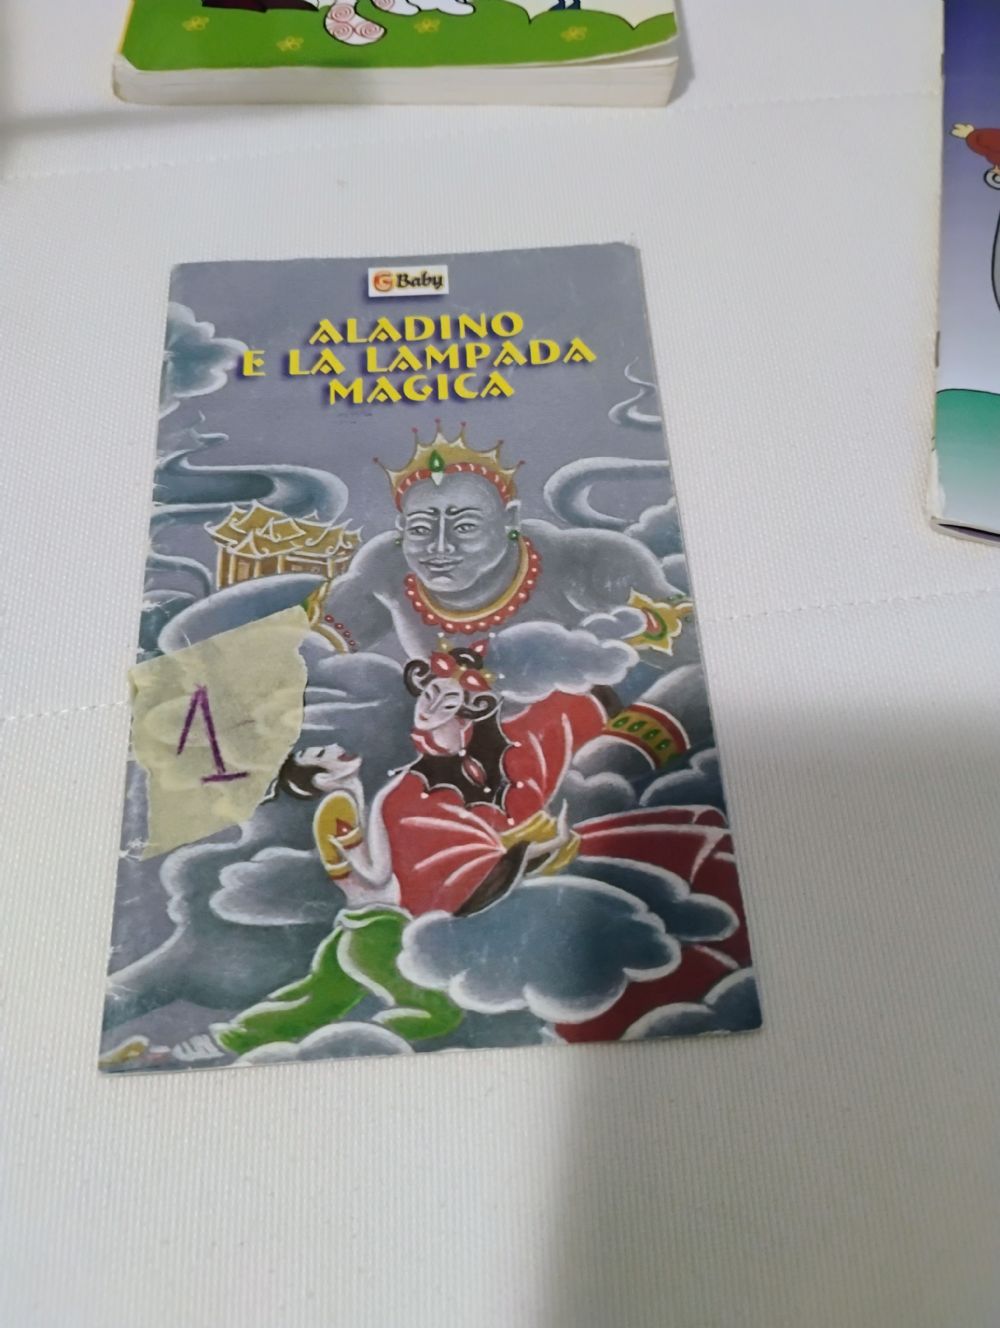 G Baby
ALADINO
E LA LAMPADA
MAGICA
1